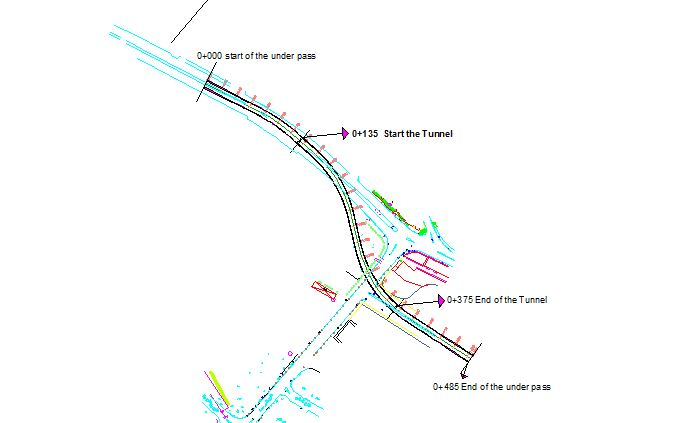 0+000 start of the under pass
0+135 Start the Tunnel
0+375 End of the Tunnel
0+485 End of the under pass